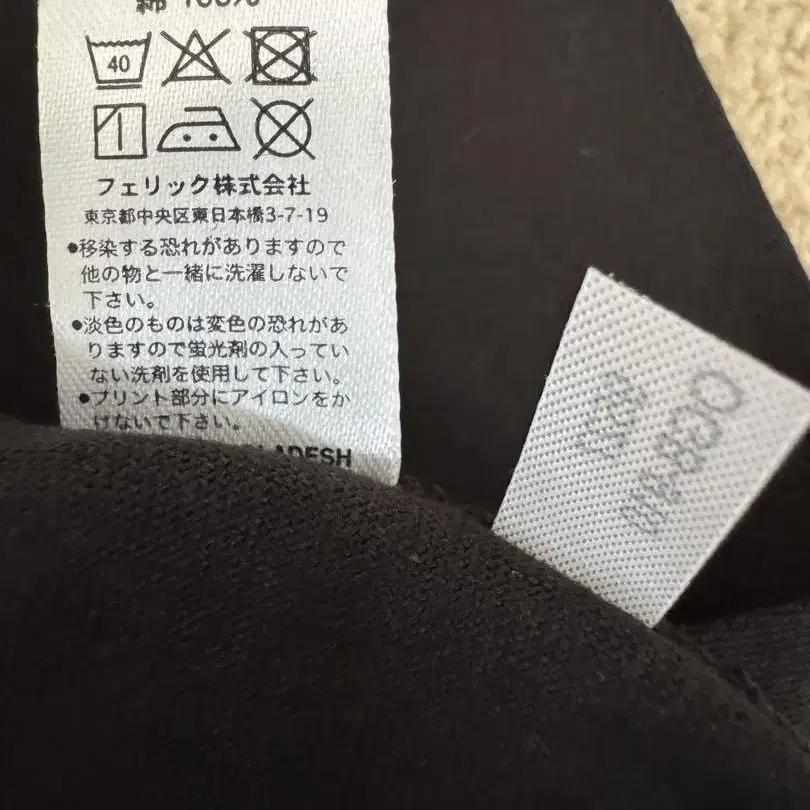 綿 100%
40
フェリック株式会社
東京都中央区東日本橋3-7-19
●移染する恐れがありますので
他の物と一緒に洗濯しないで
下さい。
●淡色のものは変色の恐れがあ
りますので蛍光剤の入ってい
ない洗剤を使用して下さい。
●プリント部分にアイロンをか
けないで下さい。
LADESH